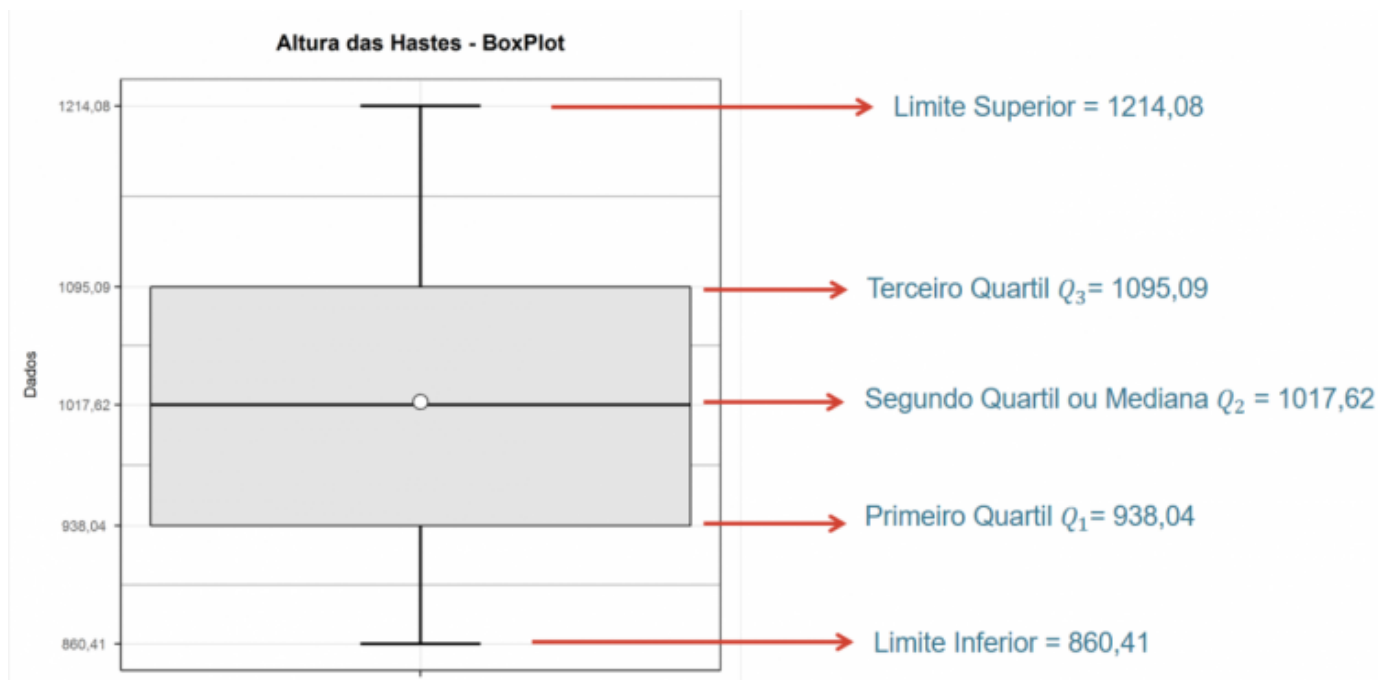 Altura das Hastes - BoxPlot
1214,08
Limite Superior = 1214,08
1095,09
Terceiro Quartil Q₃= 1095,09
Dados
1017,62
Segundo Quartil ou Mediana Q₂ = 1017,62
938,04
Primeiro Quartil Q₁= 938,04
860,41
Limite Inferior = 860,41